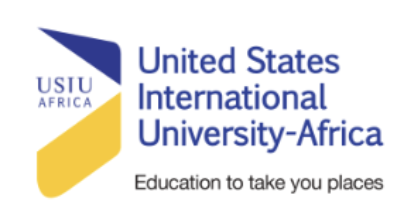 USIU
AFRICA
United States
International
University-Africa
Education to take you places